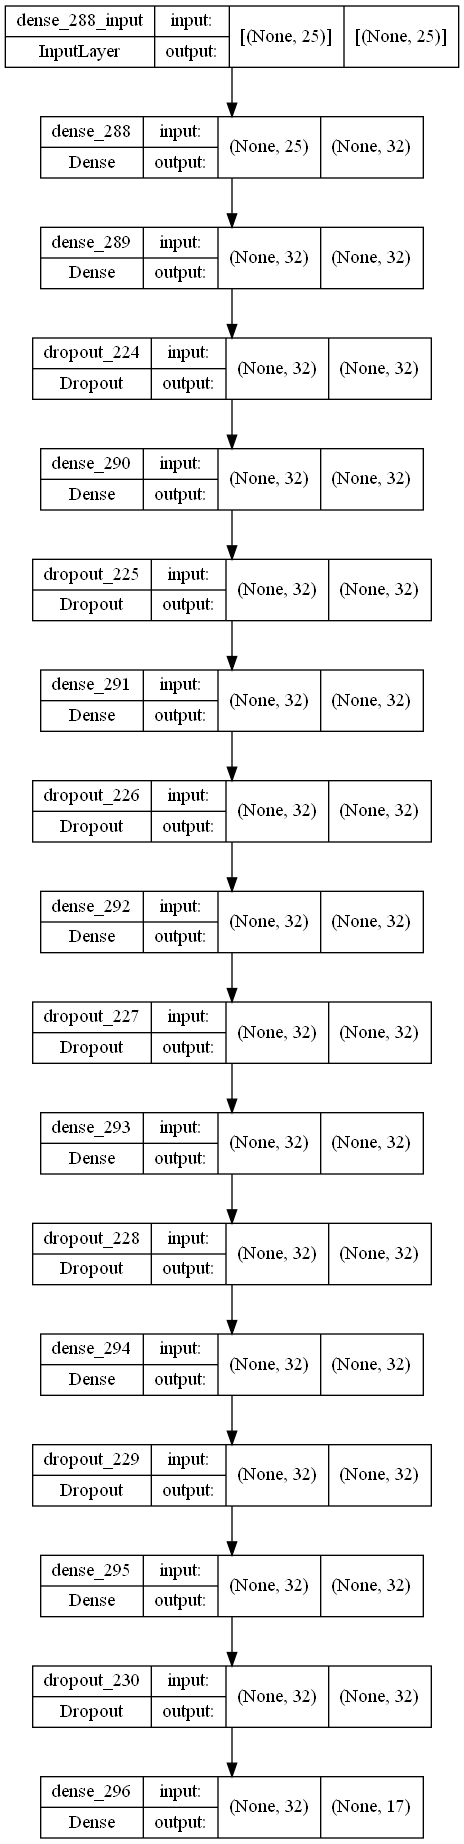 dense_288_input input: [(None, 25)] [(None, 25)]
InputLayer output:
dense_288 input: (None, 25) (None, 32)
Dense output:
dense_289 input: (None, 32) (None, 32)
Dense output:
dropout_224 input: (None, 32) (None, 32)
Dropout output:
dense_290 input: (None, 32) (None, 32)
Dense output:
dropout_225 input: (None, 32) (None, 32)
Dropout output:
dense_291 input: (None, 32) (None, 32)
Dense output:
dropout_226 input: (None, 32) (None, 32)
Dropout output:
dense_292 input: (None, 32) (None, 32)
Dense output:
dropout_227 input: (None, 32) (None, 32)
Dropout output:
dense_293 input: (None, 32) (None, 32)
Dense output:
dropout_228 input: (None, 32) (None, 32)
Dropout output:
dense_294 input: (None, 32) (None, 32)
Dense output:
dropout_229 input: (None, 32) (None, 32)
Dropout output:
dense_295 input: (None, 32) (None, 32)
Dense output:
dropout_230 input: (None, 32) (None, 32)
Dropout output:
dense_296 input: (None, 32) (None, 17)
Dense output: